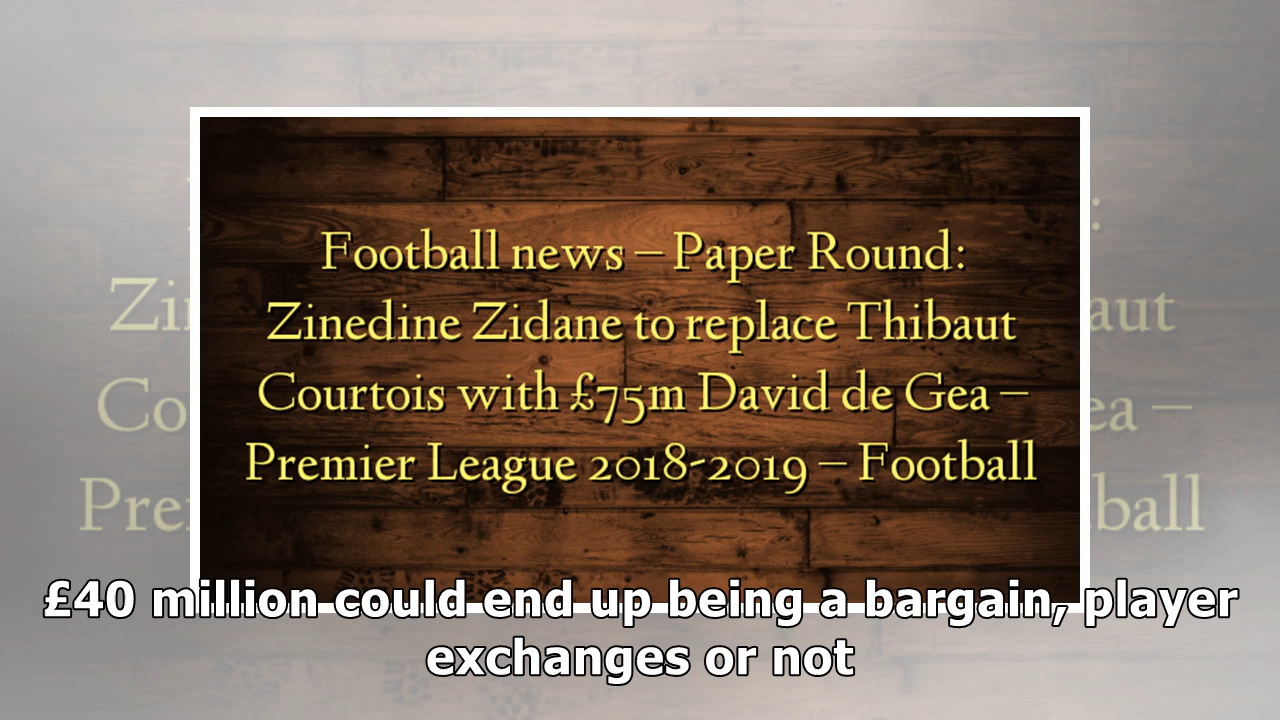 Football news – Paper Round:
Zinedine Zidane to replace Thibaut
Courtois with £75m David de Gea –
Premier League 2018-2019 – Football
£40 million could end up being a bargain, player
exchanges or not